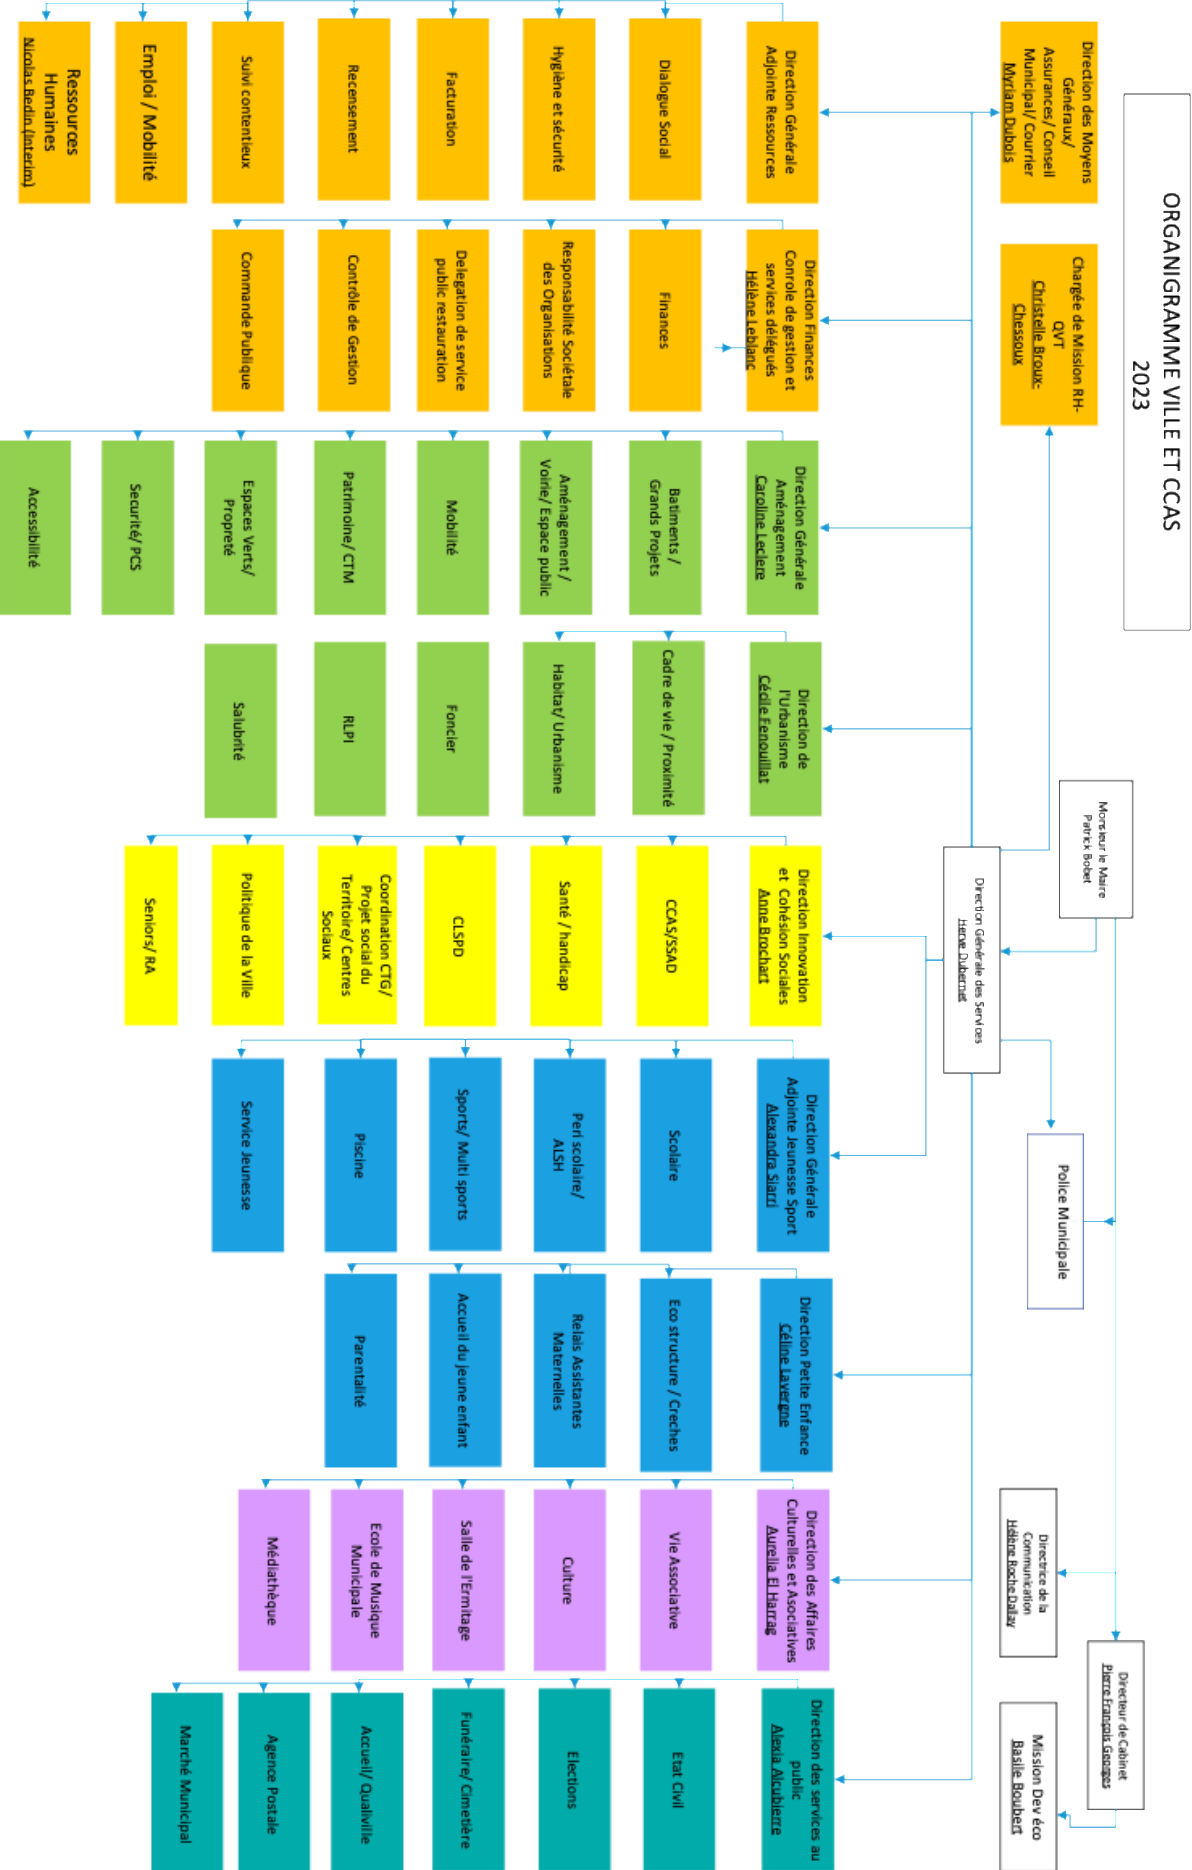 ORGANIGRAMME VILLE ET CCAS
2023
Monsieur le Maire
Patrick Bobet
Directeur de Cabinet
Pierre François Georges
Direction des Moyens
Généraux/
Assurances/ Conseil
Municipal/ Courrier
Myriam Dubois
Chargée de Mission RH-
QVT
Christelle Broux-
Chessoux
Direction Générale des Services
Herve Dubernet
Police Municipale
Directrice de la
Communication
Hélène Roche Dallay
Mission Dev éco
Basile Boubert
Direction Générale
Adjointe Ressources
Dialogue Social
Hygiène et sécurité
Facturation
Recensement
Suivi contentieux
Emploi / Mobilité
Ressources
Humaines
Nicolas Bedin (Interim)
Direction Finances
Conrole de gestion et
services délégués
Hélène Leblanc
Finances
Responsabilité Sociétale
des Organisations
Delegation de service
public restauration
Contrôle de Gestion
Commande Publique
Direction Générale
Aménagement
Caroline Leclere
Batiments /
Grands Projets
Aménagement /
Voirie/ Espace public
Mobilité
Patrimoine/ CTM
Espaces Verts/
Propreté
Securité/ PCS
Accessibilité
Direction de
l'Urbanisme
Cécile Fenouillat
Cadre de vie / Proximité
Habitat/ Urbanisme
Foncier
RLPI
Salubrité
Direction Innovation
et Cohésion Sociales
Anne Brochart
CCAS/SSAD
Santé / handicap
CLSPD
Coordination CTG/
Projet social du
Territoire/ Centres
Sociaux
Politique de la Ville
Seniors/ RA
Direction Générale
Adjointe Jeunesse Sport
Alexandra Siarri
Scolaire
Peri scolaire/
ALSH
Sports/ Multi sports
Piscine
Service Jeunesse
Direction Petite Enfance
Céline Lavergne
Eco structure / Creches
Relais Assistantes
Maternelles
Accueil du jeune enfant
Parentalité
Direction des Affaires
Culturelles et Asociatives
Aurelia El Harrag
Vie Associative
Culture
Salle de l'Ermitage
Ecole de Musique
Municipale
Médiathèque
Direction des services au
public
Alexia Alcubierre
Etat Civil
Elections
Funéraire/ Cimetière
Accueil/ Qualiville
Agence Postale
Marché Municipal